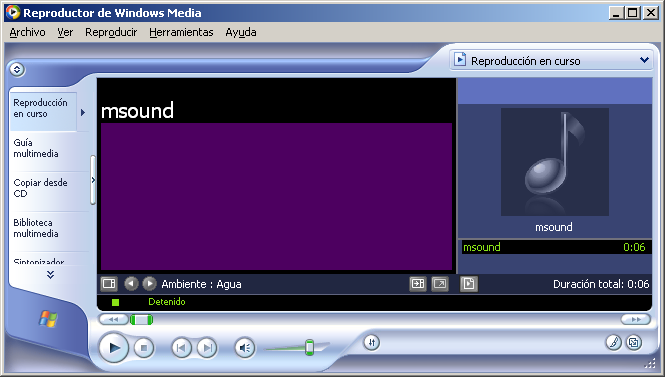 Reproductor de Windows Media
Archivo Ver Reproducir Herramientas Ayuda
Reproducción en curso
Reproducción
en curso
Guía
multimedia
Copiar desde
CD
Biblioteca
multimedia
Sintonizador
msound
msound
msound 0:06
Ambiente : Agua
Duración total: 0:06
Detenido